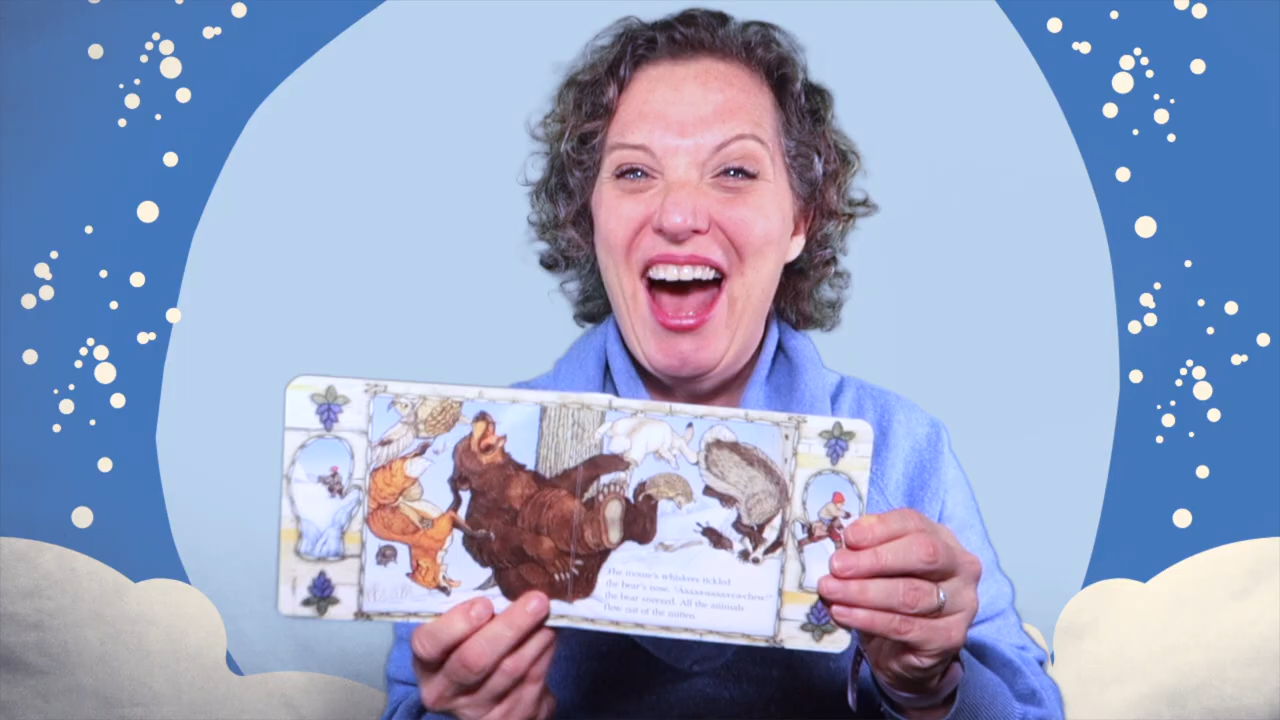 The mouse's whiskers tickled
the bear's nose. "Aaaaa-aaaaa-ca-chew!"
the bear sneezed. All the animals
flew out of the mitten.